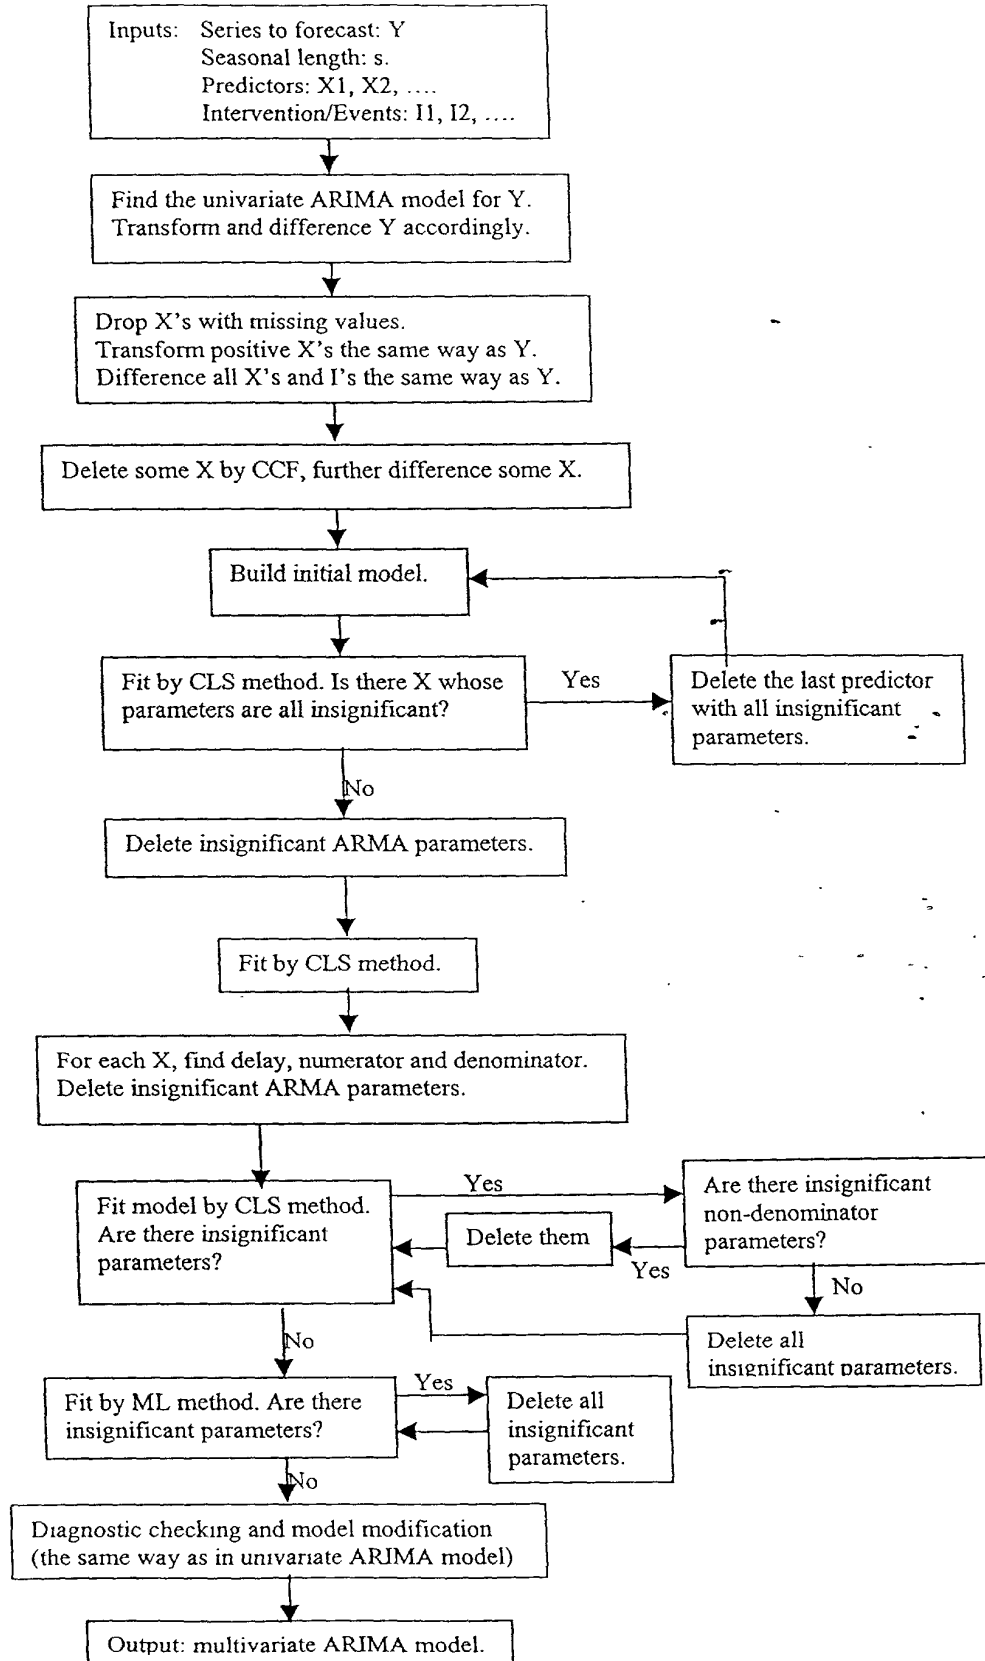 Inputs: Series to forecast: Y
Seasonal length: s.
Predictors: X1, X2, ....
Intervention/Events: I1, I2, ....
Find the univariate ARIMA model for Y.
Transform and difference Y accordingly.
Drop X's with missing values.
Transform positive X's the same way as Y.
Difference all X's and I's the same way as Y.
Delete some X by CCF, further difference some X.
Build initial model.
Fit by CLS method. Is there X whose
parameters are all insignificant?
Yes
Delete the last predictor
with all insignificant
parameters.
No
Delete insignificant ARMA parameters.
Fit by CLS method.
For each X, find delay, numerator and denominator.
Delete insignificant ARMA parameters.
Fit model by CLS method.
Are there insignificant
parameters?
Yes
Are there insignificant
non-denominator
parameters?
Delete them
Yes
No
Delete all
insignificant parameters.
No
Fit by ML method. Are there
insignificant parameters?
Yes
Delete all
insignificant
parameters.
No
Diagnostic checking and model modification
(the same way as in univariate ARIMA model)
Output: multivariate ARIMA model.